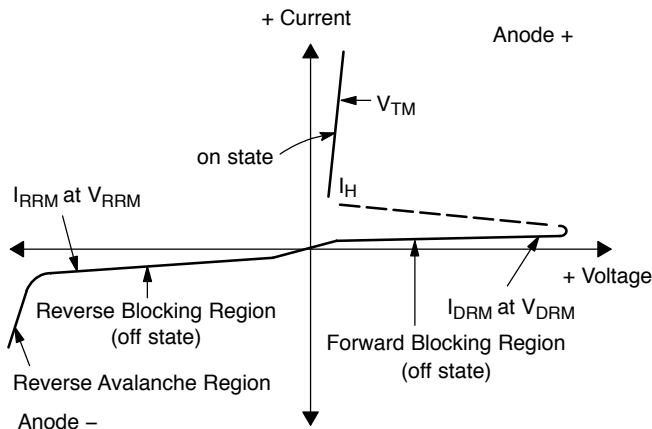 + Current
Anode +
V_TM
on state
I_H
I_RRM at V_RRM
+ Voltage
Reverse Blocking Region
(off state)
I_DRM at V_DRM
Forward Blocking Region
(off state)
Reverse Avalanche Region
Anode −